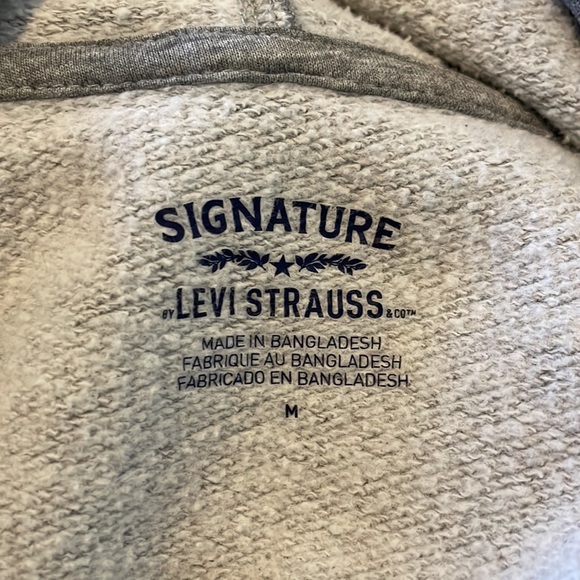 SIGNATURE
BY LEVI STRAUSS & CO™
MADE IN BANGLADESH
FABRIQUE AU BANGLADESH
FABRICADO EN BANGLADESH
M